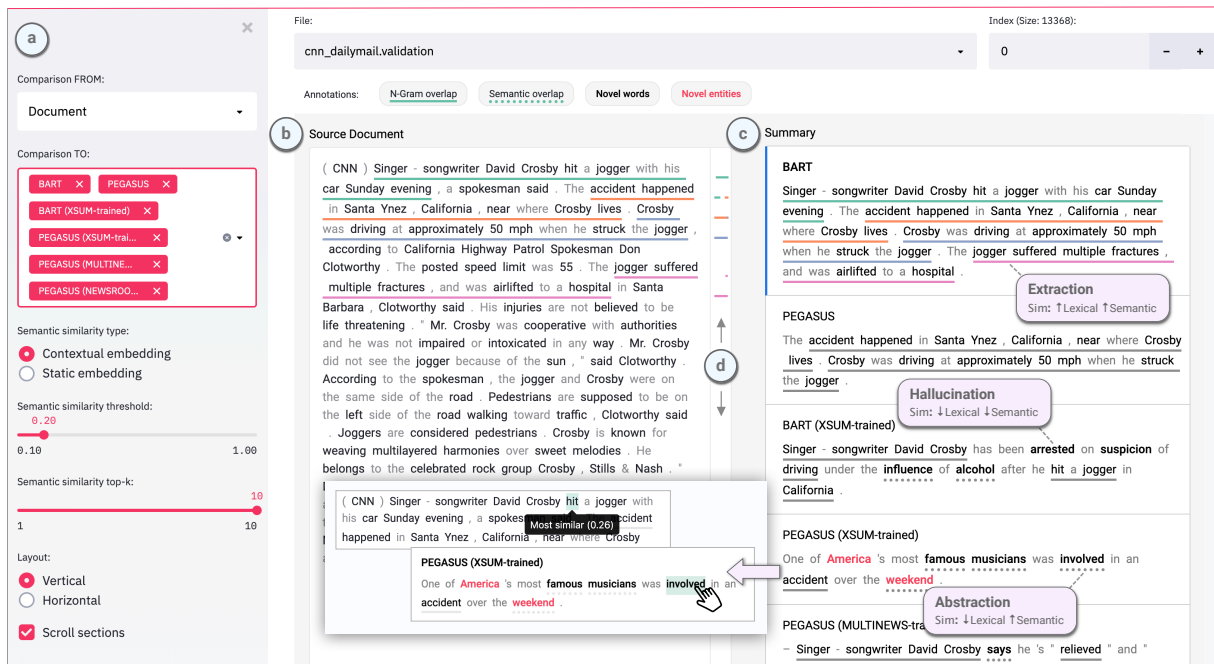 a
×
Comparison FROM:
Document
Comparison TO:
BART ×
PEGASUS ×
BART (XSUM-trained) ×
PEGASUS (XSUM-trai... ×
PEGASUS (MULTINE... ×
PEGASUS (NEWSROO... ×
Semantic similarity type:
Contextual embedding
Static embedding
Semantic similarity threshold:
0.20
0.10 1.00
Semantic similarity top-k:
10
1 10
Layout:
Vertical
Horizontal
Scroll sections
File:
cnn_dailymail.validation
Index (Size: 13368):
0 - +
Annotations: N-Gram overlap Semantic overlap Novel words Novel entities
b Source Document
( CNN ) Singer - songwriter David Crosby hit a jogger with his
car Sunday evening , a spokesman said . The accident happened
in Santa Ynez , California , near where Crosby lives . Crosby
was driving at approximately 50 mph when he struck the jogger ,
according to California Highway Patrol Spokesman Don
Clotworthy . The posted speed limit was 55 . The jogger suffered
multiple fractures , and was airlifted to a hospital in Santa
Barbara , Clotworthy said . His injuries are not believed to be
life threatening . " Mr. Crosby was cooperative with authorities
and he was not impaired or intoxicated in any way . Mr. Crosby
did not see the jogger because of the sun , " said Clotworthy .
According to the spokesman , the jogger and Crosby were on
the same side of the road . Pedestrians are supposed to be on
the left side of the road walking toward traffic , Clotworthy said
. Joggers are considered pedestrians . Crosby is known for
weaving multilayered harmonies over sweet melodies . He
belongs to the celebrated rock group Crosby , Stills & Nash . "
d
( CNN ) Singer - songwriter David Crosby hit a jogger with
his car Sunday evening , a spokes accident
Most similar (0.26)
happened in Santa Ynez , California , near where Crosby
PEGASUS (XSUM-trained)
One of America 's most famous musicians was involved in an
accident over the weekend .
c Summary
BART
Singer - songwriter David Crosby hit a jogger with his car Sunday
evening . The accident happened in Santa Ynez , California , near
where Crosby lives . Crosby was driving at approximately 50 mph
when he struck the jogger . The jogger suffered multiple fractures ,
and was airlifted to a hospital .
Extraction
Sim: ↑Lexical ↑Semantic
PEGASUS
The accident happened in Santa Ynez , California , near where Crosby
lives . Crosby was driving at approximately 50 mph when he struck
the jogger .
Hallucination
Sim: ↓Lexical ↓Semantic
BART (XSUM-trained)
Singer - songwriter David Crosby has been arrested on suspicion of
driving under the influence of alcohol after he hit a jogger in
California .
PEGASUS (XSUM-trained)
One of America 's most famous musicians was involved in an
accident over the weekend .
Abstraction
Sim: ↓Lexical ↑Semantic
PEGASUS (MULTINEWS-tra
– Singer - songwriter David Crosby says he 's " relieved " and "